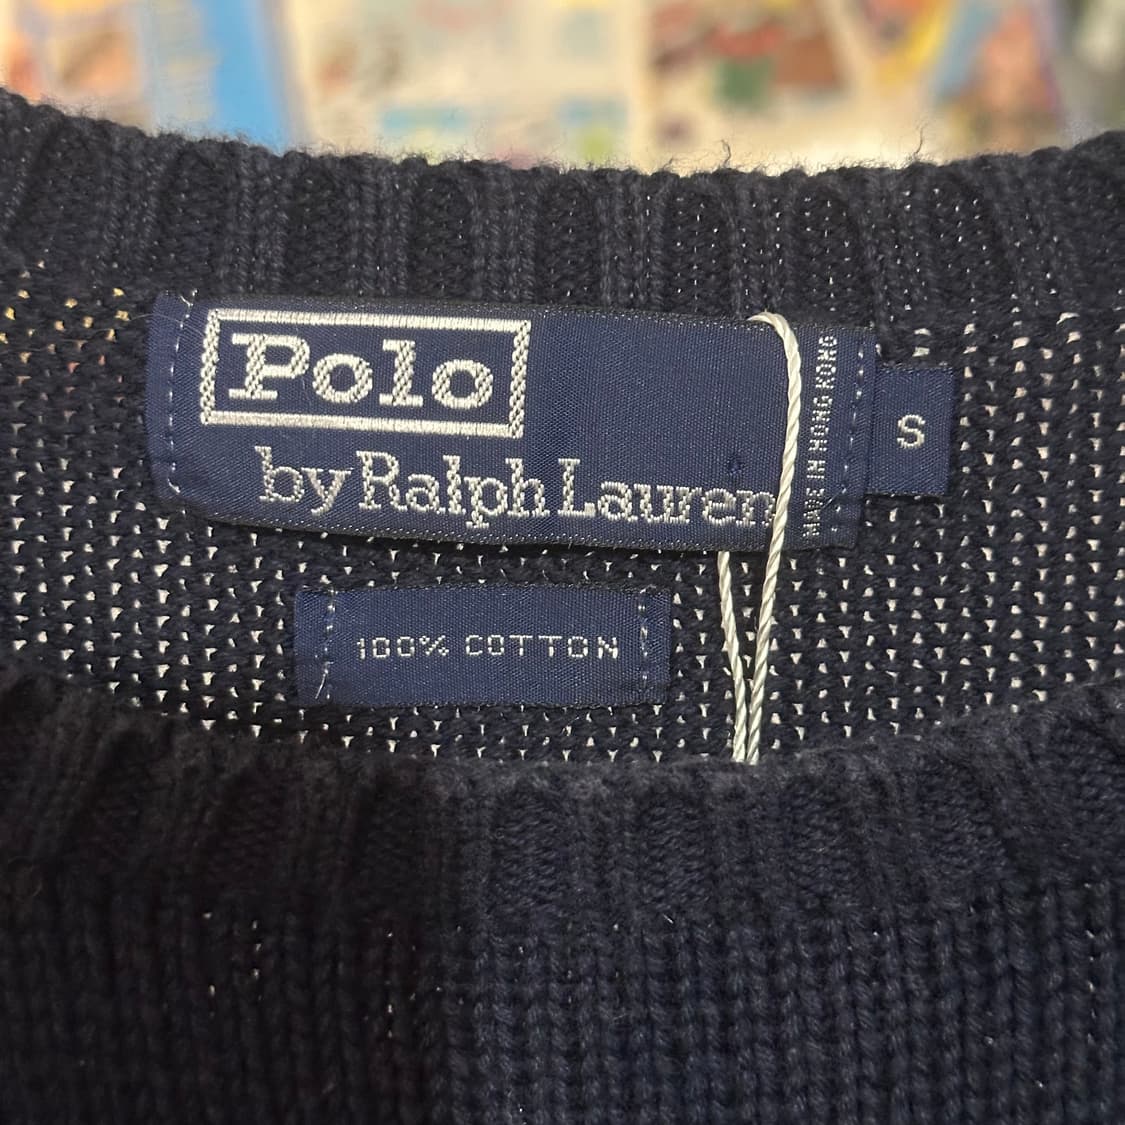 Polo
by Ralph Lauren
MADE IN HONG KONG
S
100% COTTON